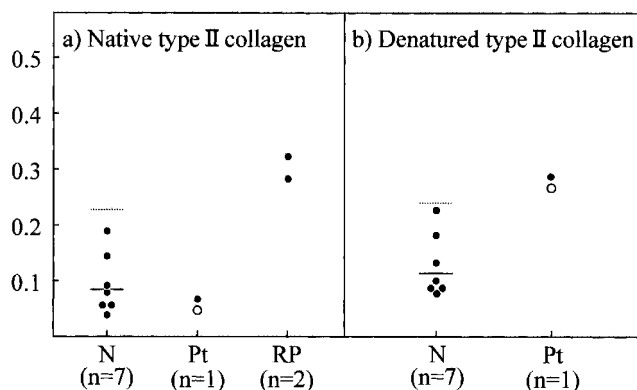 a) Native type II collagen
b) Denatured type II collagen
0.5
0.4
0.3
0.2
0.1
N Pt RP N Pt
(n=7) (n=1) (n=2) (n=7) (n=1)